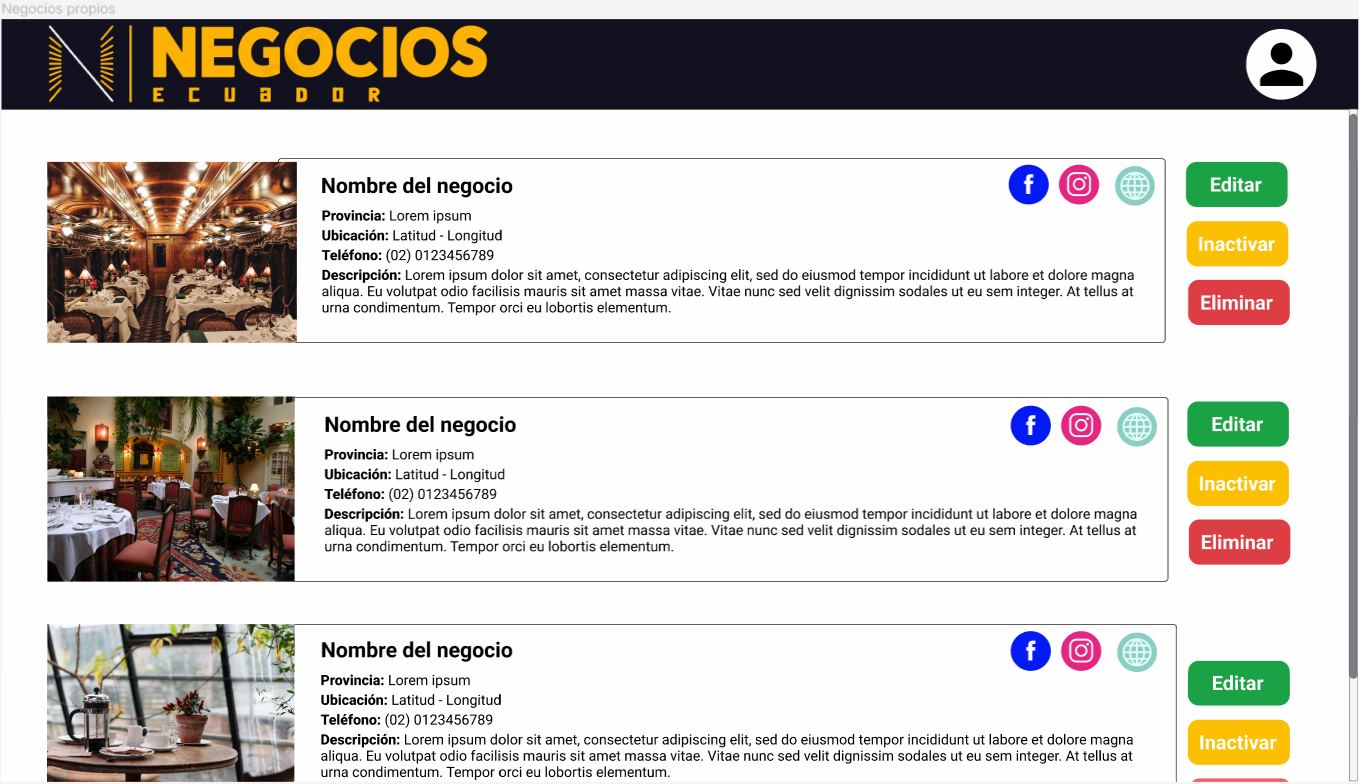 Negocios propios
NEGOCIOS
ECUADOR
Nombre del negocio
Provincia: Lorem ipsum
Ubicación: Latitud - Longitud
Teléfono: (02) 0123456789
Descripción: Lorem ipsum dolor sit amet, consectetur adipiscing elit, sed do eiusmod tempor incididunt ut labore et dolore magna
aliqua. Eu volutpat odio facilisis mauris sit amet massa vitae. Vitae nunc sed velit dignissim sodales ut eu sem integer. At tellus at
urna condimentum. Tempor orci eu lobortis elementum.
Editar
Inactivar
Eliminar
Nombre del negocio
Provincia: Lorem ipsum
Ubicación: Latitud - Longitud
Teléfono: (02) 0123456789
Descripción: Lorem ipsum dolor sit amet, consectetur adipiscing elit, sed do eiusmod tempor incididunt ut labore et dolore magna
aliqua. Eu volutpat odio facilisis mauris sit amet massa vitae. Vitae nunc sed velit dignissim sodales ut eu sem integer. At tellus at
urna condimentum. Tempor orci eu lobortis elementum.
Editar
Inactivar
Eliminar
Nombre del negocio
Provincia: Lorem ipsum
Ubicación: Latitud - Longitud
Teléfono: (02) 0123456789
Descripción: Lorem ipsum dolor sit amet, consectetur adipiscing elit, sed do eiusmod tempor incididunt ut labore et dolore magna
aliqua. Eu volutpat odio facilisis mauris sit amet massa vitae. Vitae nunc sed velit dignissim sodales ut eu sem integer. At tellus at
urna condimentum. Tempor orci eu lobortis elementum.
Editar
Inactivar